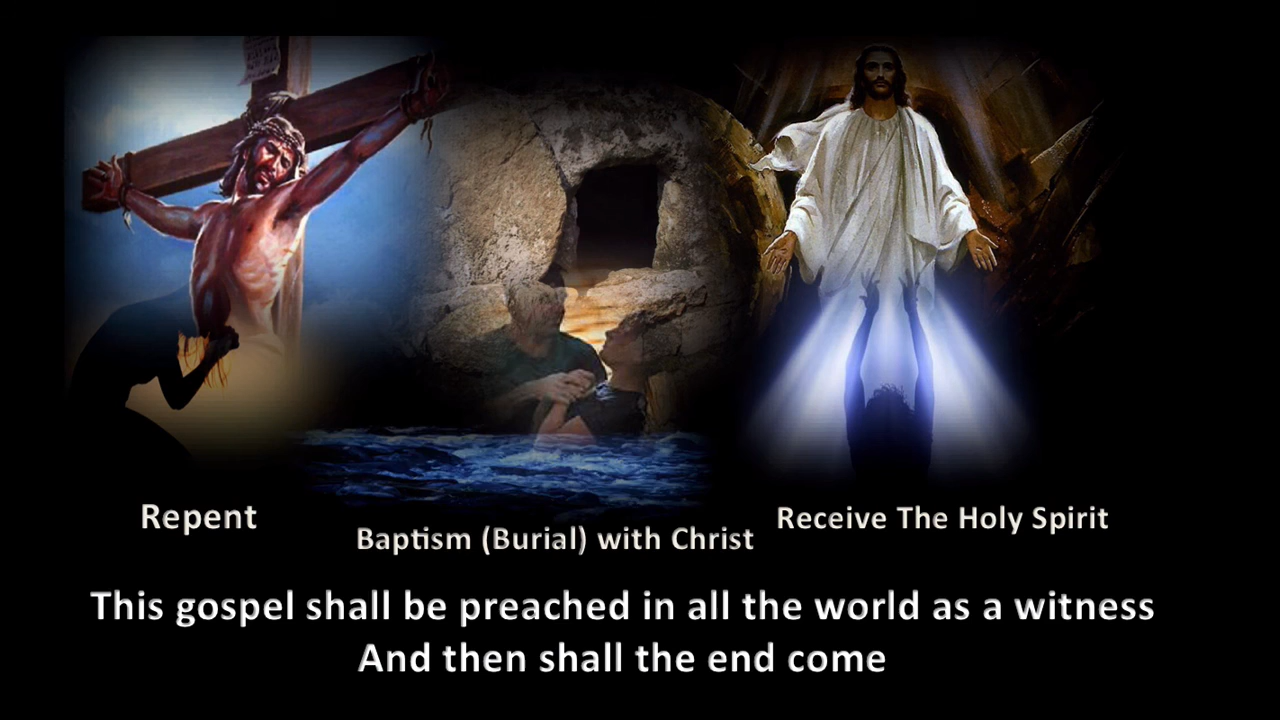 Repent
Baptism (Burial) with Christ
Receive The Holy Spirit
This gospel shall be preached in all the world as a witness
And then shall the end come